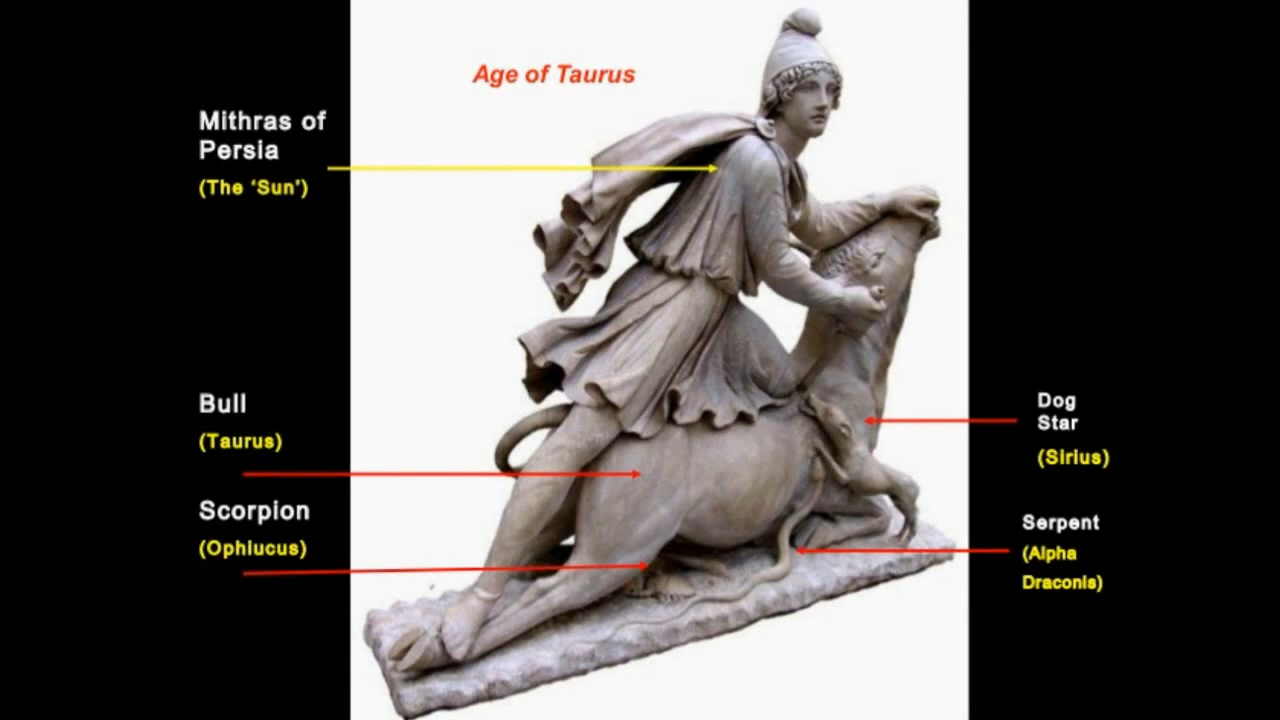 Age of Taurus
Mithras of
Persia
(The ‘Sun’)
Bull
(Taurus)
Scorpion
(Ophiucus)
Dog
Star
(Sirius)
Serpent
(Alpha
Draconis)